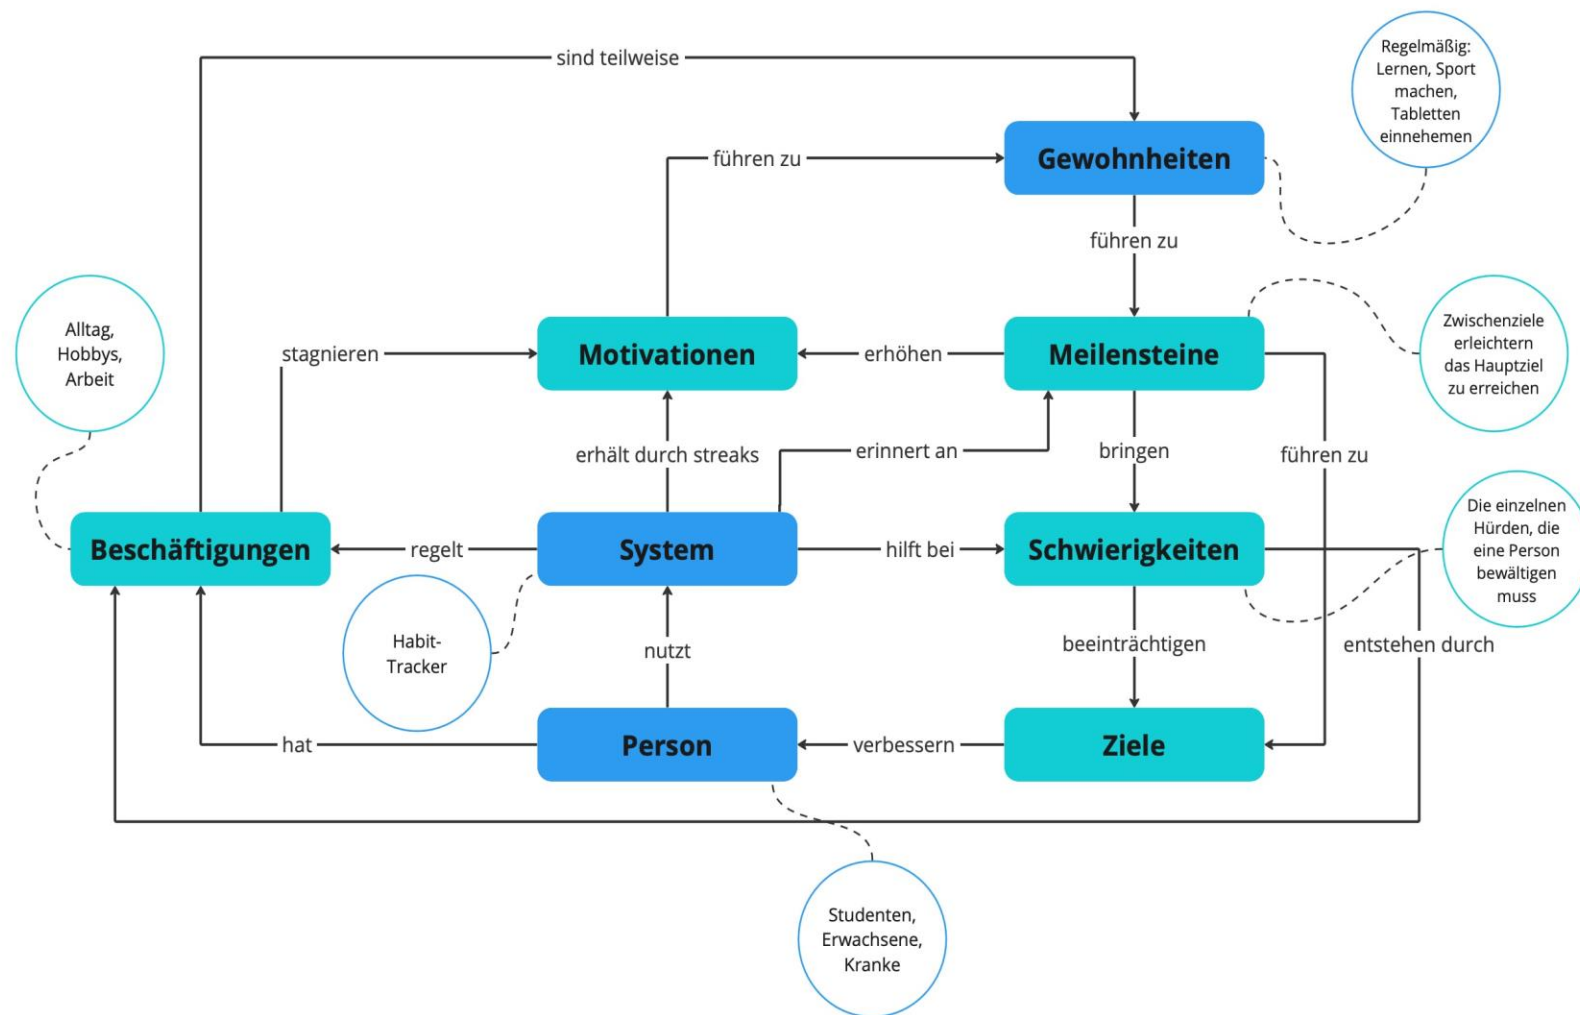 sind teilweise
Regelmäßig:
Lernen, Sport
machen,
Tabletten
einnehemen
führen zu
Gewohnheiten
führen zu
Alltag,
Hobbys,
Arbeit
stagnieren
Motivationen
erhöhen
Meilensteine
Zwischenziele
erleichtern
das Hauptziel
zu erreichen
erhält durch streaks
erinnert an
bringen
führen zu
Beschäftigungen
regelt
System
hilft bei
Schwierigkeiten
Die einzelnen
Hürden, die
eine Person
bewältigen
muss
Habit-
Tracker
nutzt
beeinträchtigen
entstehen durch
hat
Person
verbessern
Ziele
Studenten,
Erwachsene,
Kranke